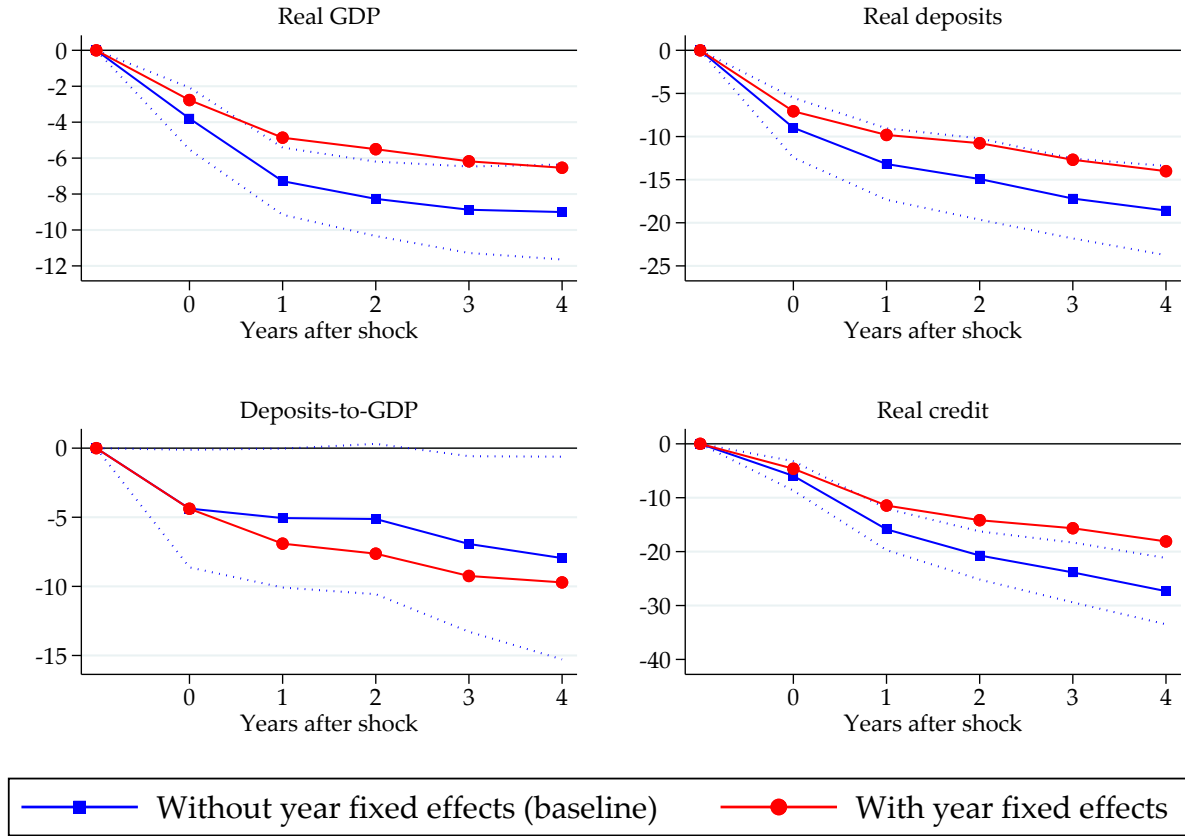 Real GDP
0
-2
-4
-6
-8
-10
-12
0 1 2 3 4
Years after shock
Real deposits
0
-5
-10
-15
-20
-25
0 1 2 3 4
Years after shock
Deposits-to-GDP
0
-5
-10
-15
0 1 2 3 4
Years after shock
Real credit
0
-10
-20
-30
-40
0 1 2 3 4
Years after shock
Without year fixed effects (baseline) With year fixed effects